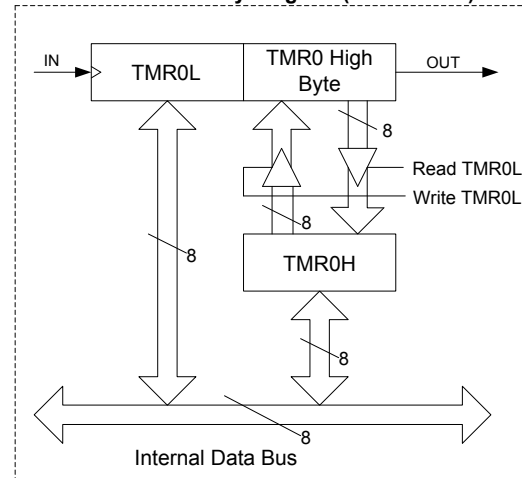 IN
TMR0L
TMR0 High
Byte
OUT
8
Read TMR0L
Write TMR0L
8
8
TMR0H
8
8
Internal Data Bus